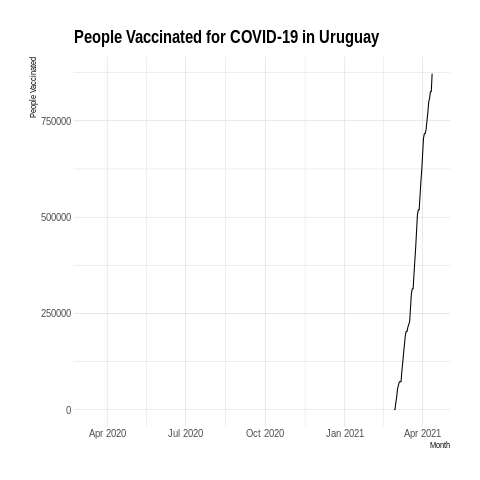 People Vaccinated for COVID-19 in Uruguay
People Vaccinated
750000
500000
250000
0
Apr 2020 Jul 2020 Oct 2020 Jan 2021 Apr 2021
Month